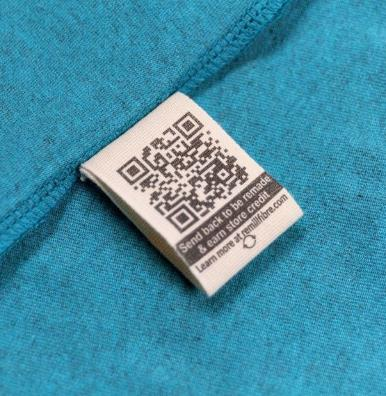 Send back to be remade
& earn store credit
Learn more at remillfibre.com